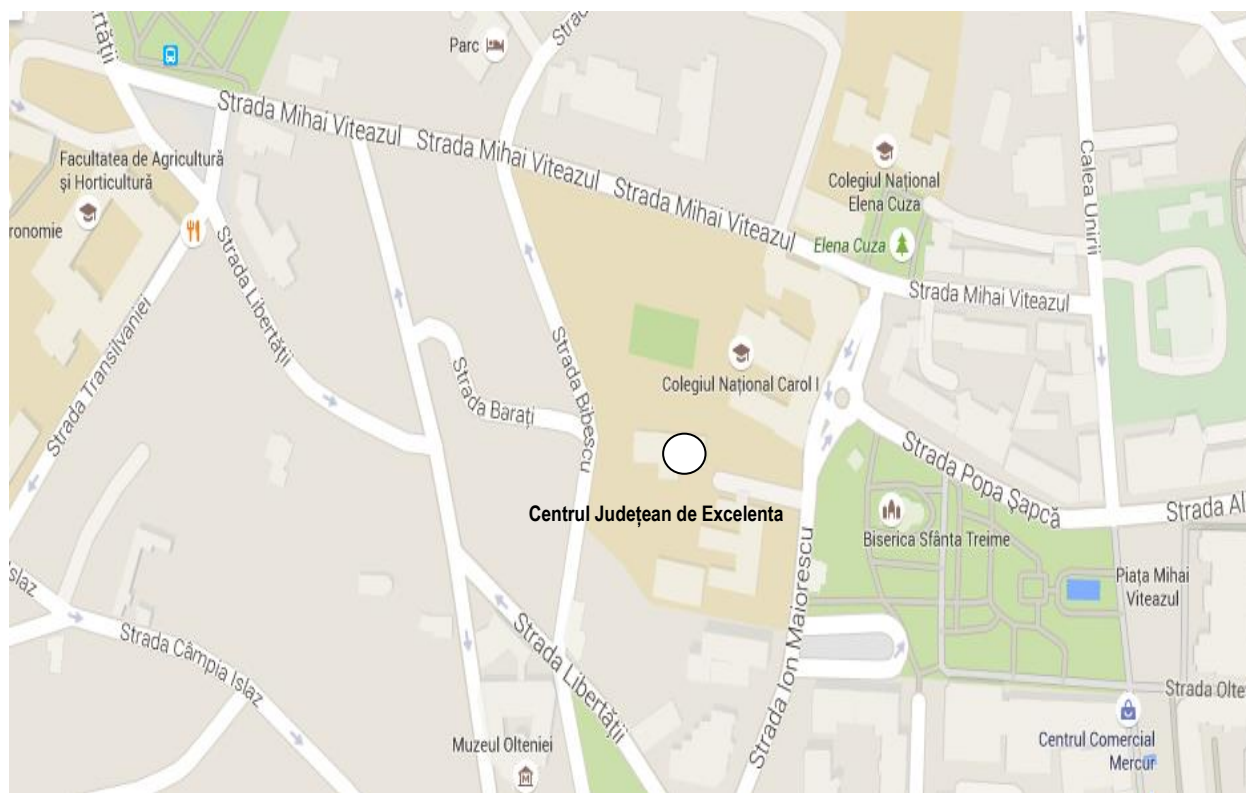 Parc
Strada Mihai Viteazul
Strada Mihai Viteazul
Strada Mihai Viteazul
Facultatea de Agricultură
și Horticultură
ronomie
Colegiul Național
Elena Cuza
Calea Unirii
Elena Cuza
Strada Mihai Viteazul
Strada Libertății
Strada Transilvaniei
Strada Barați
Strada Bibescu
Colegiul Național Carol I
Strada Popa Șapcă
Strada Al
Centrul Județean de Excelenta
Biserica Sfânta Treime
Piața Mihai
Viteazul
Islaz
Strada Câmpia Islaz
Strada Libertății
Strada Ion Maiorescu
Strada Olte
Muzeul Olteniei
M
Centrul Comercial
Mercur